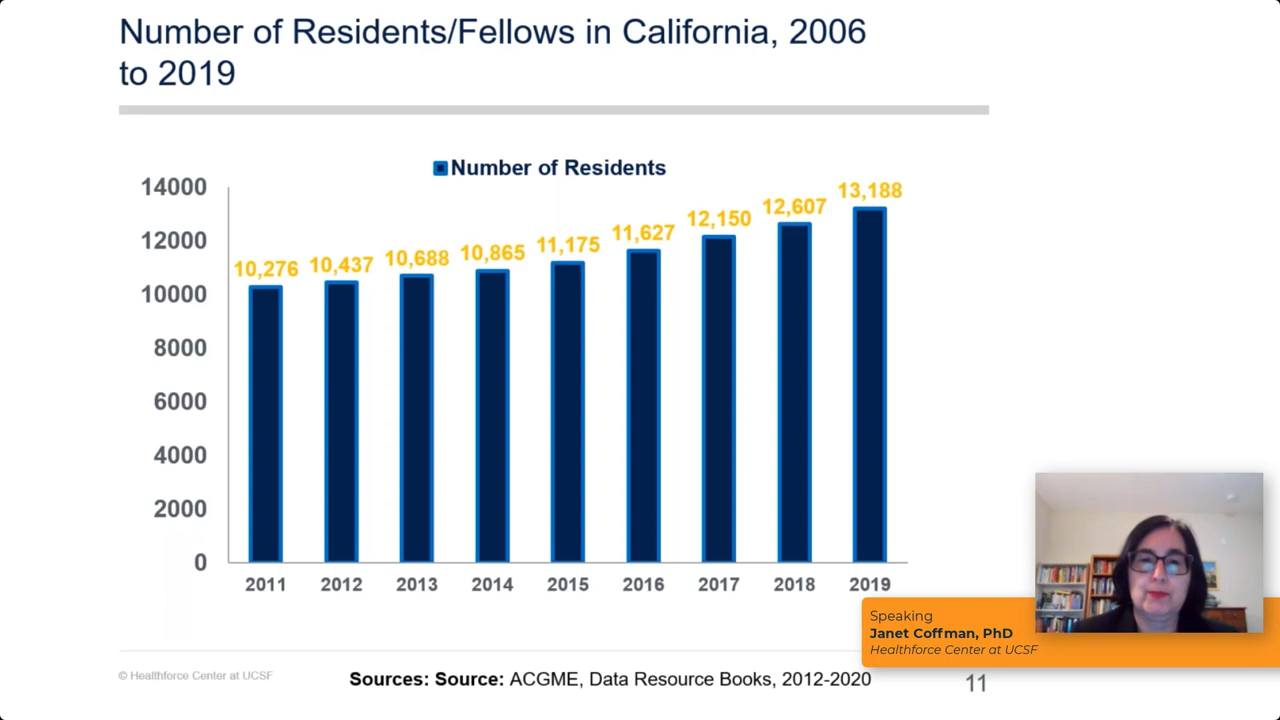 Number of Residents/Fellows in California, 2006
to 2019
Number of Residents
14000
12000
10000
8000
6000
4000
2000
0
10,276
10,437
10,688
10,865
11,175
11,627
12,150
12,607
13,188
2011 2012 2013 2014 2015 2016 2017 2018 2019
Speaking
Janet Coffman, PhD
Healthforce Center at UCSF
© Healthforce Center at UCSF
Sources: Source: ACGME, Data Resource Books, 2012-2020
11